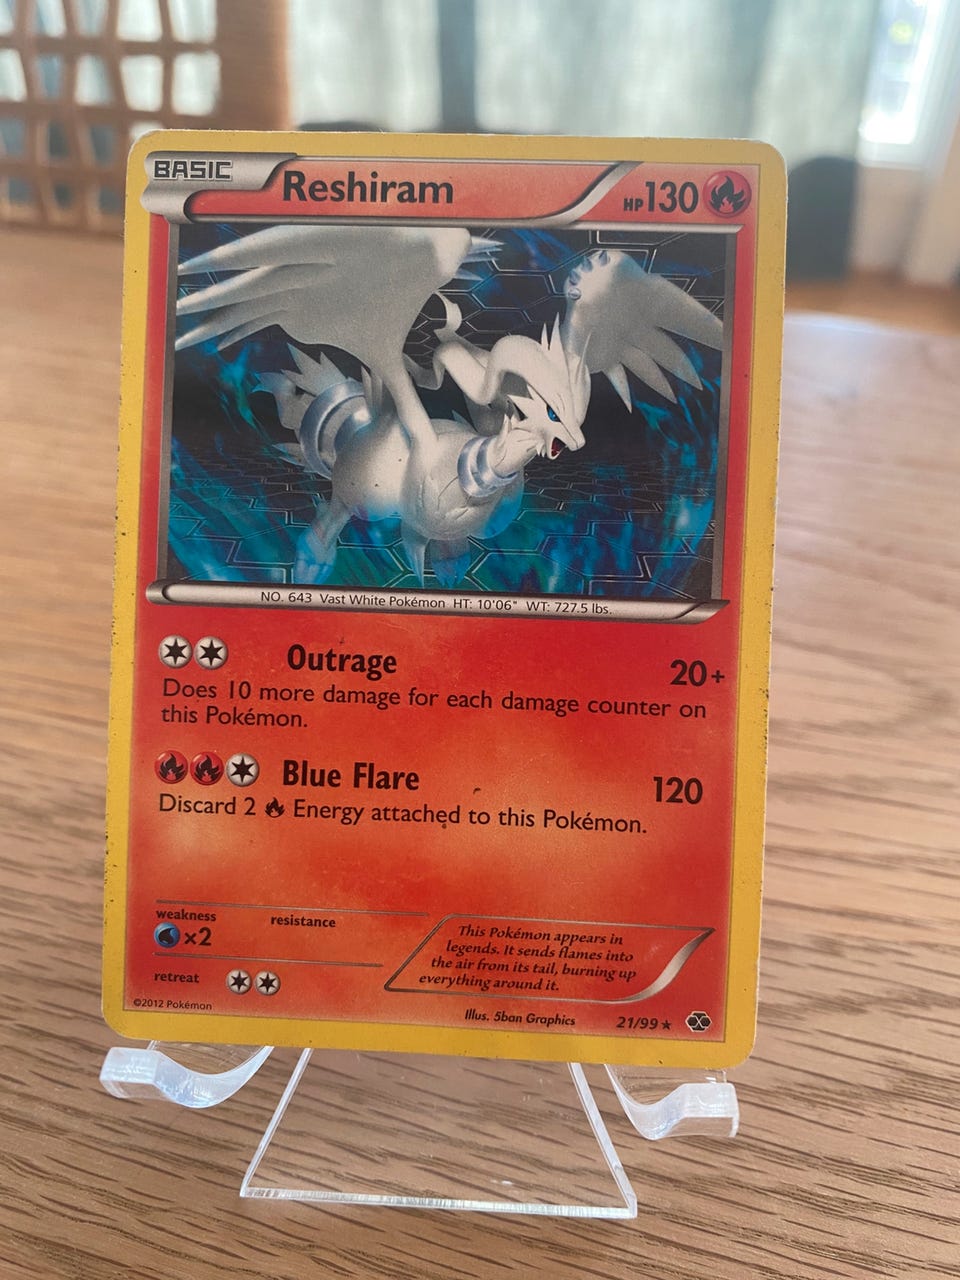 BASIC
Reshiram
HP130
NO. 643 Vast White Pokémon HT: 10'06" WT: 727.5 lbs.
Outrage 20+
Does 10 more damage for each damage counter on
this Pokémon.
Blue Flare 120
Discard 2 Energy attached to this Pokémon.
weakness
x2
resistance
retreat
This Pokémon appears in
legends. It sends flames into
the air from its tail, burning up
everything around it.
©2012 Pokémon
Illus. 5ban Graphics
21/99 ★